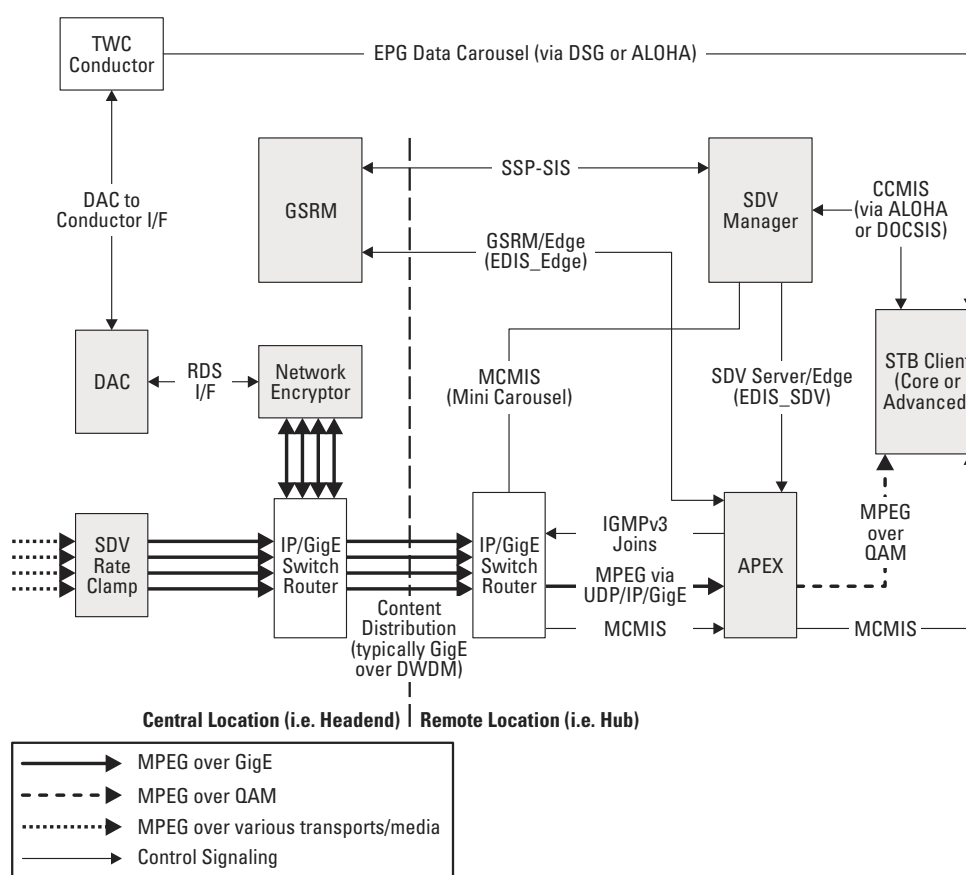 TWC
Conductor
EPG Data Carousel (via DSG or ALOHA)
DAC to
Conductor I/F
GSRM
SSP-SIS
SDV
Manager
CCMIS
(via ALOHA
or DOCSIS)
GSRM/Edge
(EDIS_Edge)
DAC
RDS
I/F
Network
Encryptor
MCMIS
(Mini Carousel)
SDV Server/Edge
(EDIS_SDV)
STB Client
(Core or
Advanced
SDV
Rate
Clamp
IP/GigE
Switch
Router
IP/GigE
Switch
Router
IGMPv3
Joins
MPEG via
UDP/IP/GigE
MCMIS
APEX
MPEG
over
QAM
MCMIS
Content
Distribution
(typically GigE
over DWDM)
Central Location (i.e. Headend)
Remote Location (i.e. Hub)
MPEG over GigE
MPEG over QAM
MPEG over various transports/media
Control Signaling